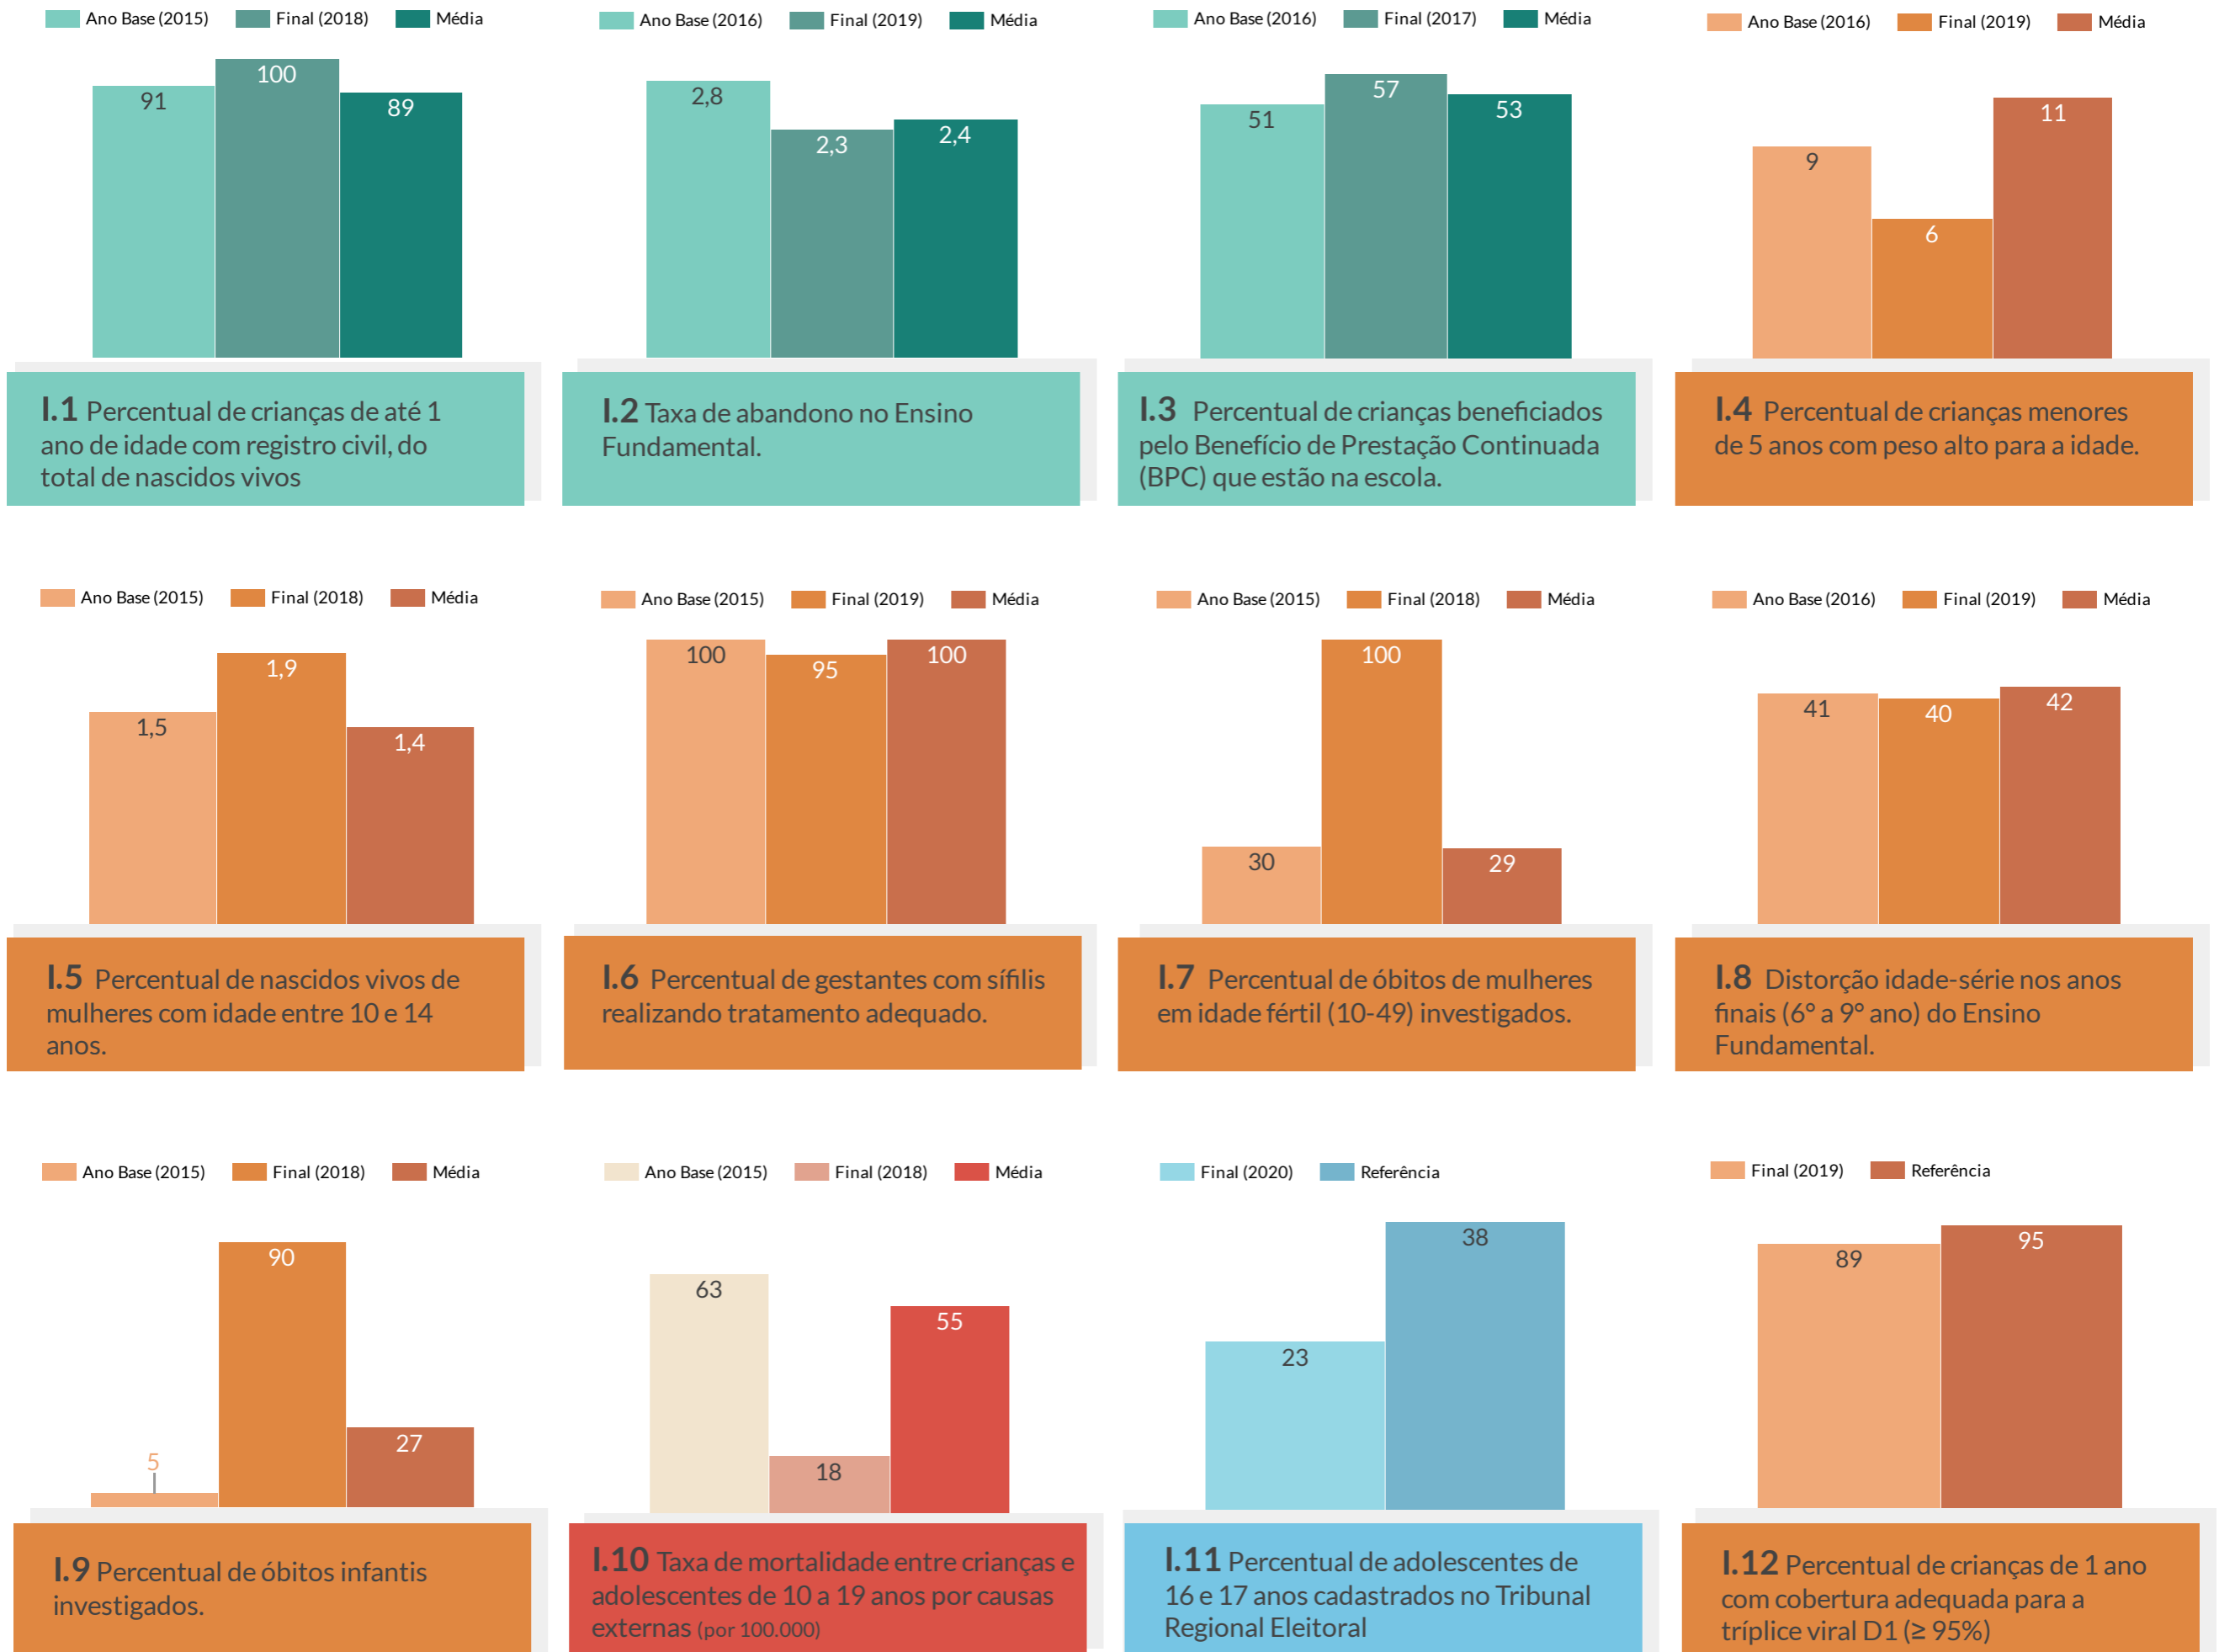 Ano Base (2015) Final (2018) Média
91 100 89
I.1 Percentual de crianças de até 1
ano de idade com registro civil, do
total de nascidos vivos
Ano Base (2016) Final (2019) Média
2,8 2,3 2,4
I.2 Taxa de abandono no Ensino
Fundamental.
Ano Base (2016) Final (2017) Média
51 57 53
I.3 Percentual de crianças beneficiados
pelo Benefício de Prestação Continuada
(BPC) que estão na escola.
Ano Base (2016) Final (2019) Média
9 6 11
I.4 Percentual de crianças menores
de 5 anos com peso alto para a idade.
Ano Base (2015) Final (2018) Média
1,5 1,9 1,4
I.5 Percentual de nascidos vivos de
mulheres com idade entre 10 e 14
anos.
Ano Base (2015) Final (2019) Média
100 95 100
I.6 Percentual de gestantes com sífilis
realizando tratamento adequado.
Ano Base (2015) Final (2018) Média
30 100 29
I.7 Percentual de óbitos de mulheres
em idade fértil (10-49) investigados.
Ano Base (2016) Final (2019) Média
41 40 42
I.8 Distorção idade-série nos anos
finais (6° a 9° ano) do Ensino
Fundamental.
Ano Base (2015) Final (2018) Média
5 90 27
I.9 Percentual de óbitos infantis
investigados.
Ano Base (2015) Final (2018) Média
63 18 55
I.10 Taxa de mortalidade entre crianças e
adolescentes de 10 a 19 anos por causas
externas (por 100.000)
Final (2020) Referência
23 38
I.11 Percentual de adolescentes de
16 e 17 anos cadastrados no Tribunal
Regional Eleitoral
Final (2019) Referência
89 95
I.12 Percentual de crianças de 1 ano
com cobertura adequada para a
tríplice viral D1 (≥ 95%)